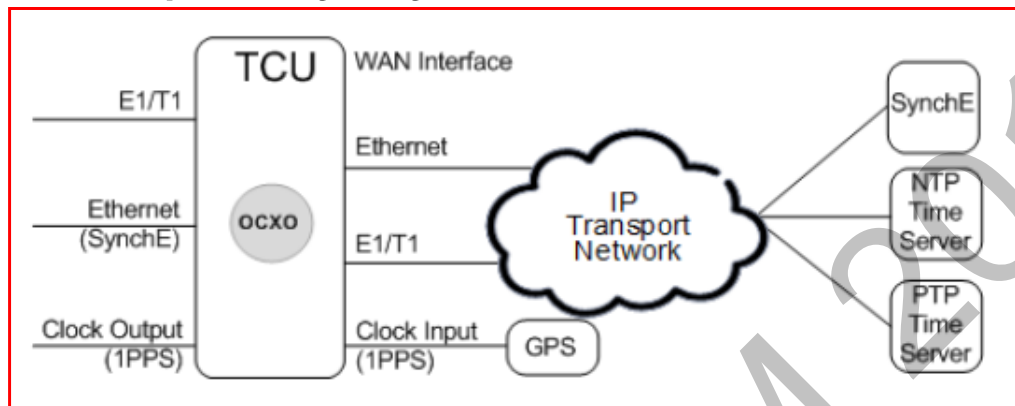 TCU
WAN Interface
E1/T1
Ethernet
(SynchE)
Clock Output
(1PPS)
OCXO
Ethernet
E1/T1
Clock Input
(1PPS)
GPS
IP
Transport
Network
SynchE
NTP
Time
Server
PTP
Time
Server